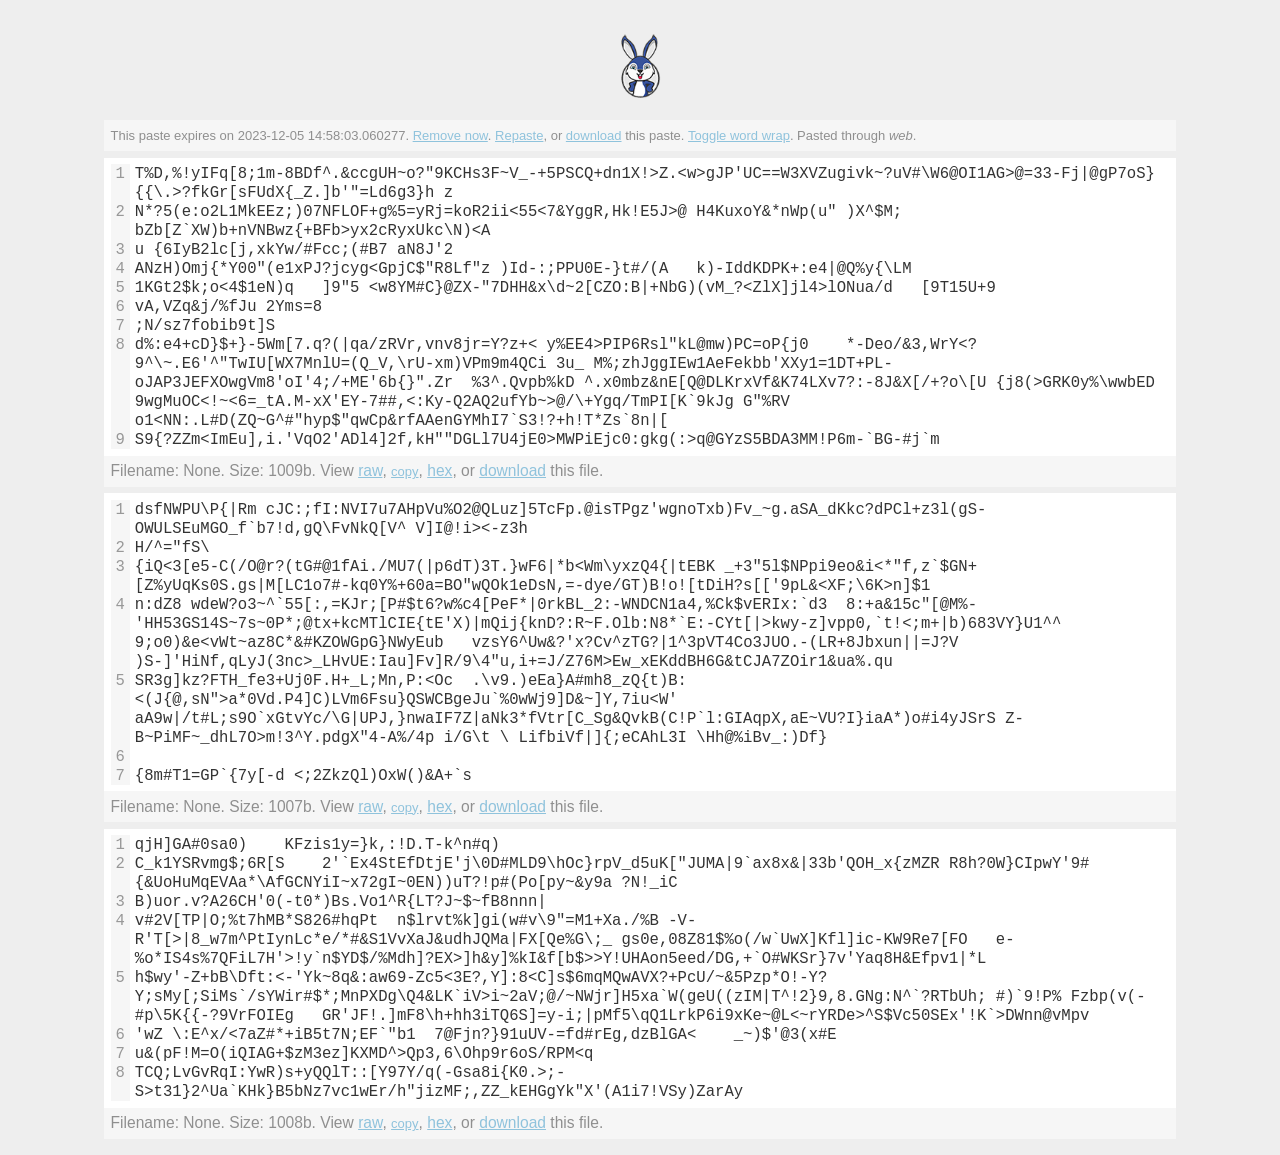 This paste expires on 2023-12-05 14:58:03.060277. Remove now. Repaste, or download this paste. Toggle word wrap. Pasted through web.
1 T%D,%!yIFq[8;1m-8BDf^.&ccgUH~o?"9KCHs3F~V_-+5PSCQ+dn1X!>Z.<w>gJP'UC==W3XVZugivk~?uV#\W6@OI1AG>@=33-Fj|@gP7oS}
{{\.>?fkGr[sFUdX{_Z.]b'"=Ld6g3}h z
2 N*?5(e:o2L1MkEEz;)07NFLOF+g%5=yRj=koR2ii<55<7&YggR,Hk!E5J>@ H4KuxoY&*nWp(u" )X^$M;
bZb[Z`XW)b+nVNBwz{+BFb>yx2cRyxUkc\N)<A
3 u {6IyB2lc[j,xkYw/#Fcc;(#B7 aN8J'2
4 ANzH)Omj{*Y00"(e1xPJ?jcyg<GpjC$"R8Lf"z )Id-:;PPU0E-}t#/(A   k)-IddKDPK+:e4|@Q%y{\LM
5 1KGt2$k;o<4$1eN)q   ]9"5 <w8YM#C}@ZX-"7DHH&x\d~2[CZO:B|+NbG)(vM_?<ZlX]jl4>lONua/d   [9T15U+9
6 vA,VZq&j/%fJu 2Yms=8
7 ;N/sz7fobib9t]S
8 d%:e4+cD}$+}-5Wm[7.q?(|qa/zRVr,vnv8jr=Y?z+< y%EE4>PIP6Rsl"kL@mw)PC=oP{j0    *-Deo/&3,WrY<?
9^\~.E6'^"TwIU[WX7MnlU=(Q_V,\rU-xm)VPm9m4QCi 3u_ M%;zhJggIEw1AeFekbb'XXy1=1DT+PL-
oJAP3JEFXOwgVm8'oI'4;/+ME'6b{}".Zr  %3^.Qvpb%kD ^.x0mbz&nE[Q@DLKrxVf&K74LXv7?:-8J&X[/+?o\[U {j8(>GRK0y%\wwbED
9wgMuOC<!~<6=_tA.M-xX'EY-7##,<:Ky-Q2AQ2ufYb~>@/\+Ygq/TmPI[K`9kJg G"%RV
o1<NN:.L#D(ZQ~G^#"hyp$"qwCp&rfAAenGYMhI7`S3!?+h!T*Zs`8n|[
9 S9{?ZZm<ImEu],i.'VqO2'ADl4]2f,kH""DGLl7U4jE0>MWPiEjc0:gkg(:>q@GYzS5BDA3MM!P6m-`BG-#j`m
Filename: None. Size: 1009b. View raw, copy, hex, or download this file.
1 dsfNWPU\P{|Rm cJC:;fI:NVI7u7AHpVu%O2@QLuz]5TcFp.@isTPgz'wgnoTxb)Fv_~g.aSA_dKkc?dPCl+z3l(gS-
OWULSEuMGO_f`b7!d,gQ\FvNkQ[V^ V]I@!i><-z3h
2 H/^="fS\
3 {iQ<3[e5-C(/O@r?(tG#@1fAi./MU7(|p6dT)3T.}wF6|*b<Wm\yxzQ4{|tEBK _+3"5l$NPpi9eo&i<*"f,z`$GN+
[Z%yUqKs0S.gs|M[LC1o7#-kq0Y%+60a=BO"wQOk1eDsN,=-dye/GT)B!o![tDiH?s[['9pL&<XF;\6K>n]$1
4 n:dZ8 wdeW?o3~^`55[:,=KJr;[P#$t6?w%c4[PeF*|0rkBL_2:-WNDCN1a4,%Ck$vERIx:`d3  8:+a&15c"[@M%-
'HH53GS14S~7s~0P*;@tx+kcMTlCIE{tE'X)|mQij{knD?:R~F.Olb:N8*`E:-CYt[|>kwy-z]vpp0,`t!<;m+|b)683VY}U1^^
9;o0)&e<vWt~az8C*&#KZOWGpG}NWyEub   vzsY6^Uw&?'x?Cv^zTG?|1^3pVT4Co3JUO.-(LR+8Jbxun||=J?V
)S-]'HiNf,qLyJ(3nc>_LHvUE:Iau]Fv]R/9\4"u,i+=J/Z76M>Ew_xEKddBH6G&tCJA7ZOir1&ua%.qu
5 SR3g]kz?FTH_fe3+Uj0F.H+_L;Mn,P:<Oc  .\v9.)eEa}A#mh8_zQ{t)B:
<(J{@,sN">a*0Vd.P4]C)LVm6Fsu}QSWCBgeJu`%0wWj9]D&~]Y,7iu<W'
aA9w|/t#L;s9O`xGtvYc/\G|UPJ,}nwaIF7Z|aNk3*fVtr[C_Sg&QvkB(C!P`l:GIAqpX,aE~VU?I}iaA*)o#i4yJSrS Z-
B~PiMF~_dhL7O>m!3^Y.pdgX"4-A%/4p i/G\t \ LifbiVf|]{;eCAhL3I \Hh@%iBv_:)Df}
6
7 {8m#T1=GP`{7y[-d <;2ZkzQl)OxW()&A+`s
Filename: None. Size: 1007b. View raw, copy, hex, or download this file.
1 qjH]GA#0sa0)    KFzis1y=}k,:!D.T-k^n#q)
2 C_k1YSRvmg$;6R[S    2'`Ex4StEfDtjE'j\0D#MLD9\hOc}rpV_d5uK["JUMA|9`ax8x&|33b'QOH_x{zMZR R8h?0W}CIpwY'9#
{&UoHuMqEVAa*\AfGCNYiI~x72gI~0EN))uT?!p#(Po[py~&y9a ?N!_iC
3 B)uor.v?A26CH'0(-t0*)Bs.Vo1^R{LT?J~$~fB8nnn|
4 v#2V[TP|O;%t7hMB*S826#hqPt  n$lrvt%k]gi(w#v\9"=M1+Xa./%B -V-
R'T[>|8_w7m^PtIynLc*e/*#&S1VvXaJ&udhJQMa|FX[Qe%G\;_ gs0e,08Z81$%o(/w`UwX]Kfl]ic-KW9Re7[FO   e-
%o*IS4s%7QFiL7H'>!y`n$YD$/%Mdh]?EX>]h&y]%kI&f[b$>>Y!UHAon5eed/DG,+`O#WKSr}7v'Yaq8H&Efpv1|*L
5 h$wy'-Z+bB\Dft:<-'Yk~8q&:aw69-Zc5<3E?,Y]:8<C]s$6mqMQwAVX?+PcU/~&5Pzp*O!-Y?
Y;sMy[;SiMs`/sYWir#$*;MnPXDg\Q4&LK`iV>i~2aV;@/~NWjr]H5xa`W(geU((zIM|T^!2}9,8.GNg:N^`?RTbUh; #)`9!P% Fzbp(v(-
#p\5K{{-?9VrFOIEg   GR'JF!.]mF8\h+hh3iTQ6S]=y-i;|pMf5\qQ1LrkP6i9xKe~@L<~rYRDe>^S$Vc50SEx'!K`>DWnn@vMpv
6 'wZ \:E^x/<7aZ#*+iB5t7N;EF`"b1  7@Fjn?}91uUV-=fd#rEg,dzBlGA<    _~)$'@3(x#E
7 u&(pF!M=O(iQIAG+$zM3ez]KXMD^>Qp3,6\Ohp9r6oS/RPM<q
8 TCQ;LvGvRqI:YwR)s+yQQlT::[Y97Y/q(-Gsa8i{K0.>;-
S>t31}2^Ua`KHk}B5bNz7vc1wEr/h"jizMF;,ZZ_kEHGgYk"X'(A1i7!VSy)ZarAy
Filename: None. Size: 1008b. View raw, copy, hex, or download this file.